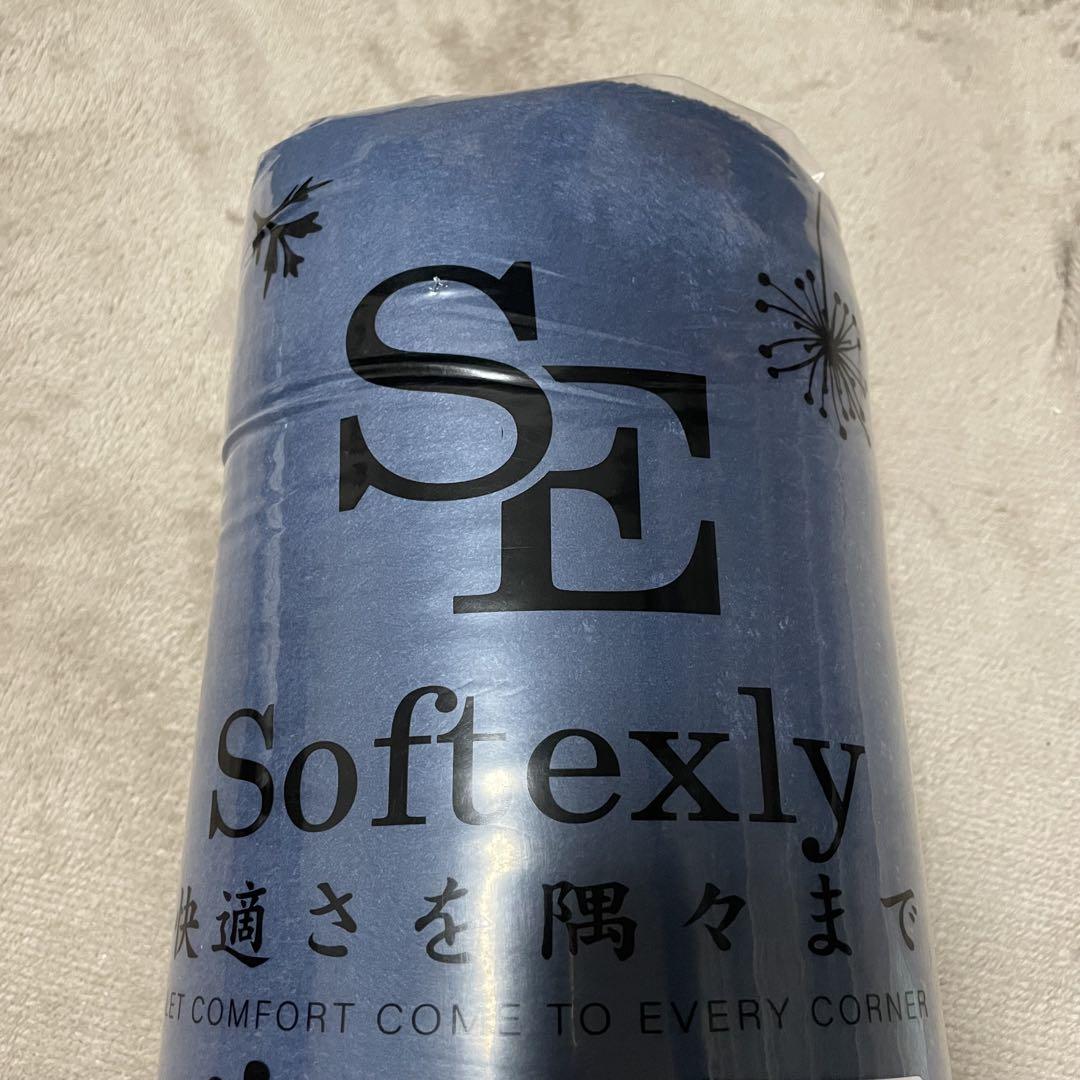 SE
Softexly
快適さを隅々まで
LET COMFORT COME TO EVERY CORNER